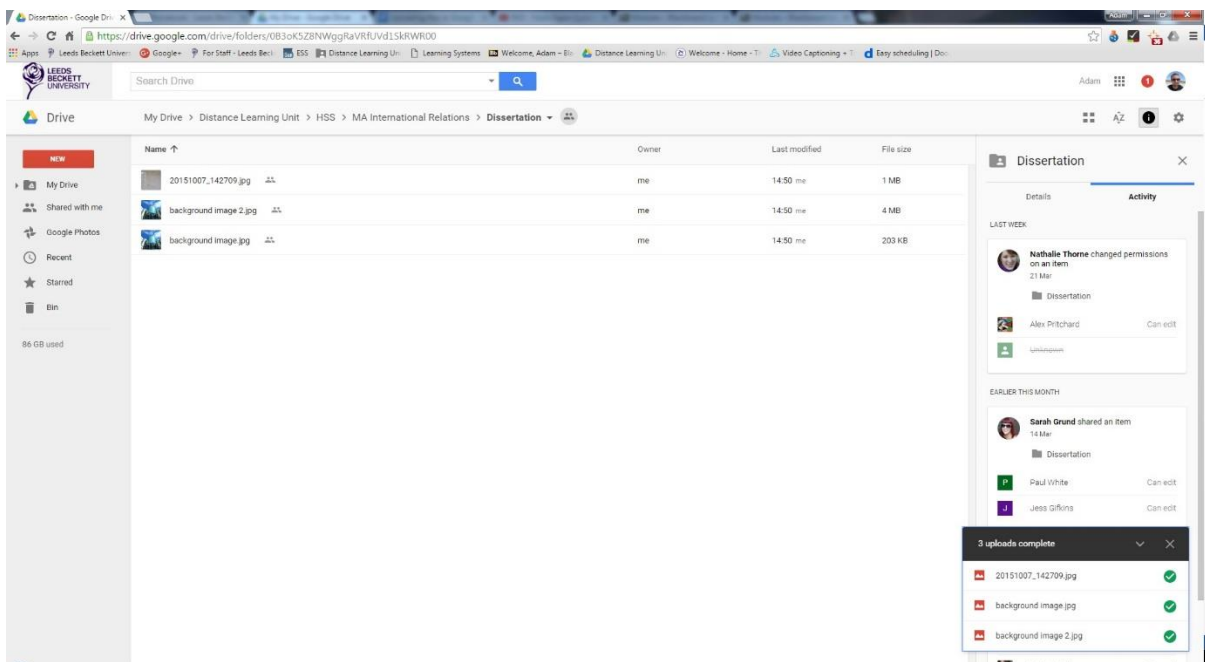 Dissertation - Google Driv
Adam
https://drive.google.com/drive/folders/0B3oK5Z8NWggRaVRfUVd1SkRWR00
Apps Leeds Beckett Univer Google+ For Staff - Leeds Beck ESS Distance Learning Uni Learning Systems Welcome, Adam – Distance Learning Uni Welcome - Home - Video Captioning + Easy scheduling | Doo
LEEDS
BECKETT
UNIVERSITY
Search Drive
Adam
1
Drive
My Drive > Distance Learning Unit > HSS > MA International Relations > Dissertation
AZ
NEW
My Drive
Shared with me
Google Photos
Recent
Starred
Bin
86 GB used
Name Owner Last modified File size
20151007_142709.jpg me 14:50 me 1 MB
background image 2.jpg me 14:50 me 4 MB
background image.jpg me 14:50 me 203 KB
Dissertation
Details Activity
LAST WEEK
Nathalie Thorne changed permissions
on an item
21 Mar
Dissertation
Alex Pritchard Can edit
Unknown
EARLIER THIS MONTH
Sarah Grund shared an item
14 Mar
Dissertation
P Paul White Can edit
J Jess Gifkins Can edit
3 uploads complete
20151007_142709.jpg
background image.jpg
background image 2.jpg